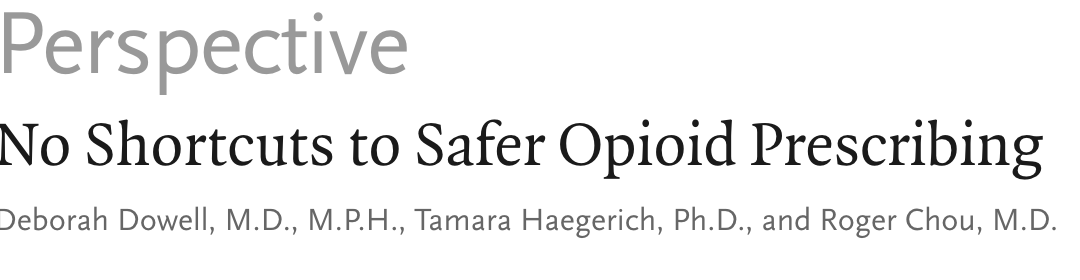 Perspective
No Shortcuts to Safer Opioid Prescribing
Deborah Dowell, M.D., M.P.H., Tamara Haegerich, Ph.D., and Roger Chou, M.D.